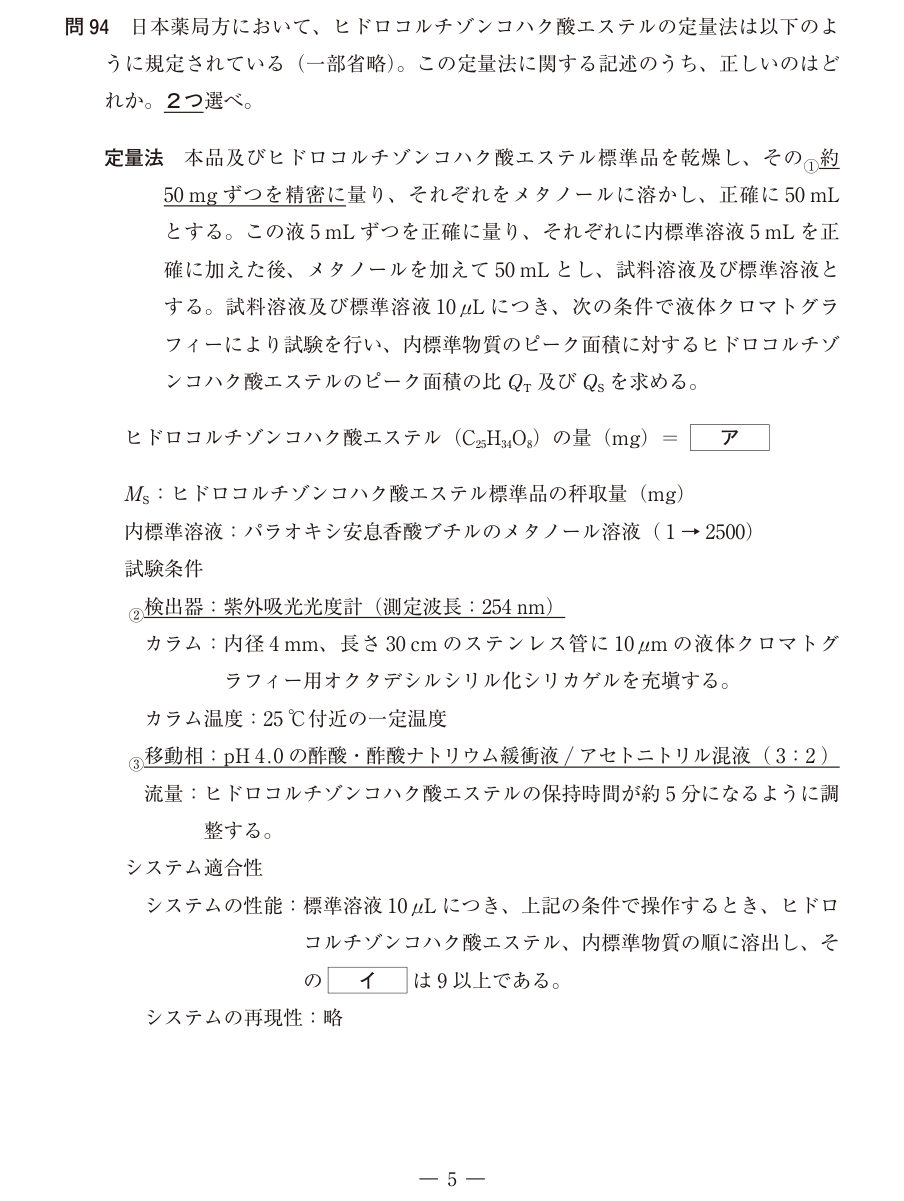 問 94　日本薬局方において、ヒドロコルチゾンコハク酸エステルの定量法は以下のよ
うに規定されている（一部省略）。この定量法に関する記述のうち、正しいのはど
れか。2つ選べ。
定量法　本品及びヒドロコルチゾンコハク酸エステル標準品を乾燥し、その①約
50 mg ずつを精密に量り、それぞれをメタノールに溶かし、正確に 50 mL
とする。この液 5 mL ずつを正確に量り、それぞれに内標準溶液 5 mL を正
確に加えた後、メタノールを加えて 50 mL とし、試料溶液及び標準溶液と
する。試料溶液及び標準溶液 10 μL につき、次の条件で液体クロマトグラ
フィーにより試験を行い、内標準物質のピーク面積に対するヒドロコルチゾ
ンコハク酸エステルのピーク面積の比 QT 及び QS を求める。
ヒドロコルチゾンコハク酸エステル（C25H34O8）の量（mg）＝ ア
MS：ヒドロコルチゾンコハク酸エステル標準品の秤取量（mg）
内標準溶液：パラオキシ安息香酸ブチルのメタノール溶液（ 1 → 2500）
試験条件
②検出器：紫外吸光光度計（測定波長：254 nm）
カラム：内径 4 mm、長さ 30 cm のステンレス管に 10 μm の液体クロマトグ
ラフィー用オクタデシルシリル化シリカゲルを充塡する。
カラム温度：25 ℃付近の一定温度
③移動相：pH 4.0 の酢酸・酢酸ナトリウム緩衝液 / アセトニトリル混液（ 3：2 ）
流量：ヒドロコルチゾンコハク酸エステルの保持時間が約 5 分になるように調
整する。
システム適合性
システムの性能：標準溶液 10 μL につき、上記の条件で操作するとき、ヒドロ
コルチゾンコハク酸エステル、内標準物質の順に溶出し、そ
の イ は 9 以上である。
システムの再現性：略
― 5 ―